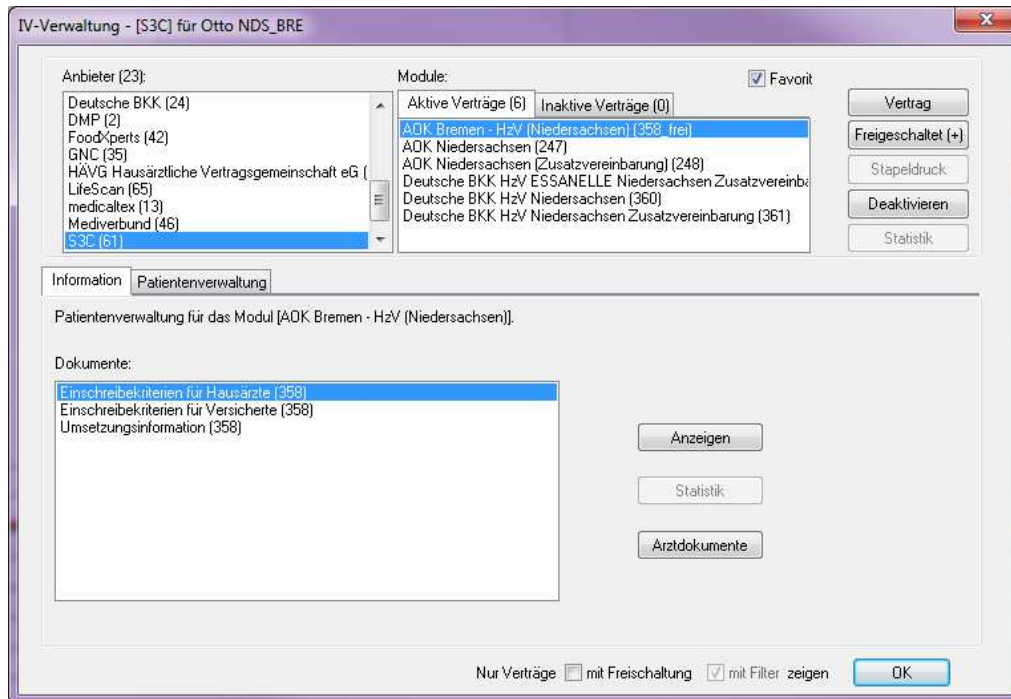 IV-Verwaltung - [S3C] für Otto NDS_BRE
Anbieter (23):
Deutsche BKK (24)
DMP (2)
FoodXperts (42)
GNC (35)
HÄVG Hausärztliche Vertragsgemeinschaft eG (
LifeScan (65)
medicaltex (13)
Mediverbund (46)
S3C (61)
Module:
Favorit
Aktive Verträge (6)
Inaktive Verträge (0)
AOK Bremen - HzV (Niedersachsen) (358_frei)
AOK Niedersachsen (247)
AOK Niedersachsen (Zusatzvereinbarung) (248)
Deutsche BKK HzV ESSANELLE Niedersachsen Zusatzvereinba
Deutsche BKK HzV Niedersachsen (360)
Deutsche BKK HzV Niedersachsen Zusatzvereinbarung (361)
Vertrag
Freigeschaltet (+)
Stapeldruck
Deaktivieren
Statistik
Information
Patientenverwaltung
Patientenverwaltung für das Modul [AOK Bremen - HzV (Niedersachsen)].
Dokumente:
Einschreibekriterien für Hausärzte (358)
Einschreibekriterien für Versicherte (358)
Umsetzungsinformation (358)
Anzeigen
Statistik
Arztdokumente
Nur Verträge mit Freischaltung mit Filter zeigen
OK